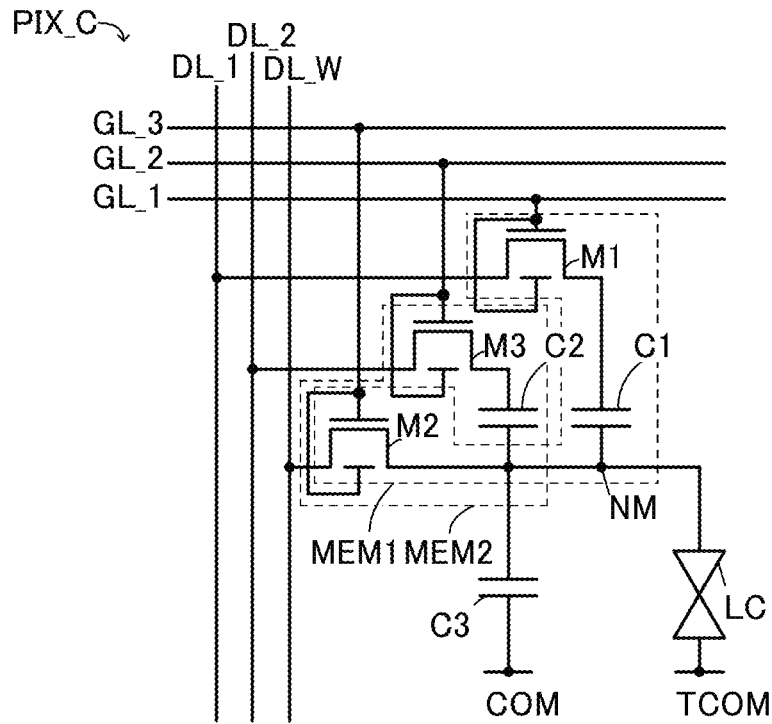 PIX_C
DL_2
DL_1
DL_W
GL_3
GL_2
GL_1
M1
M3
C2
C1
M2
NM
MEM1 MEM2
C3
LC
COM
TCOM